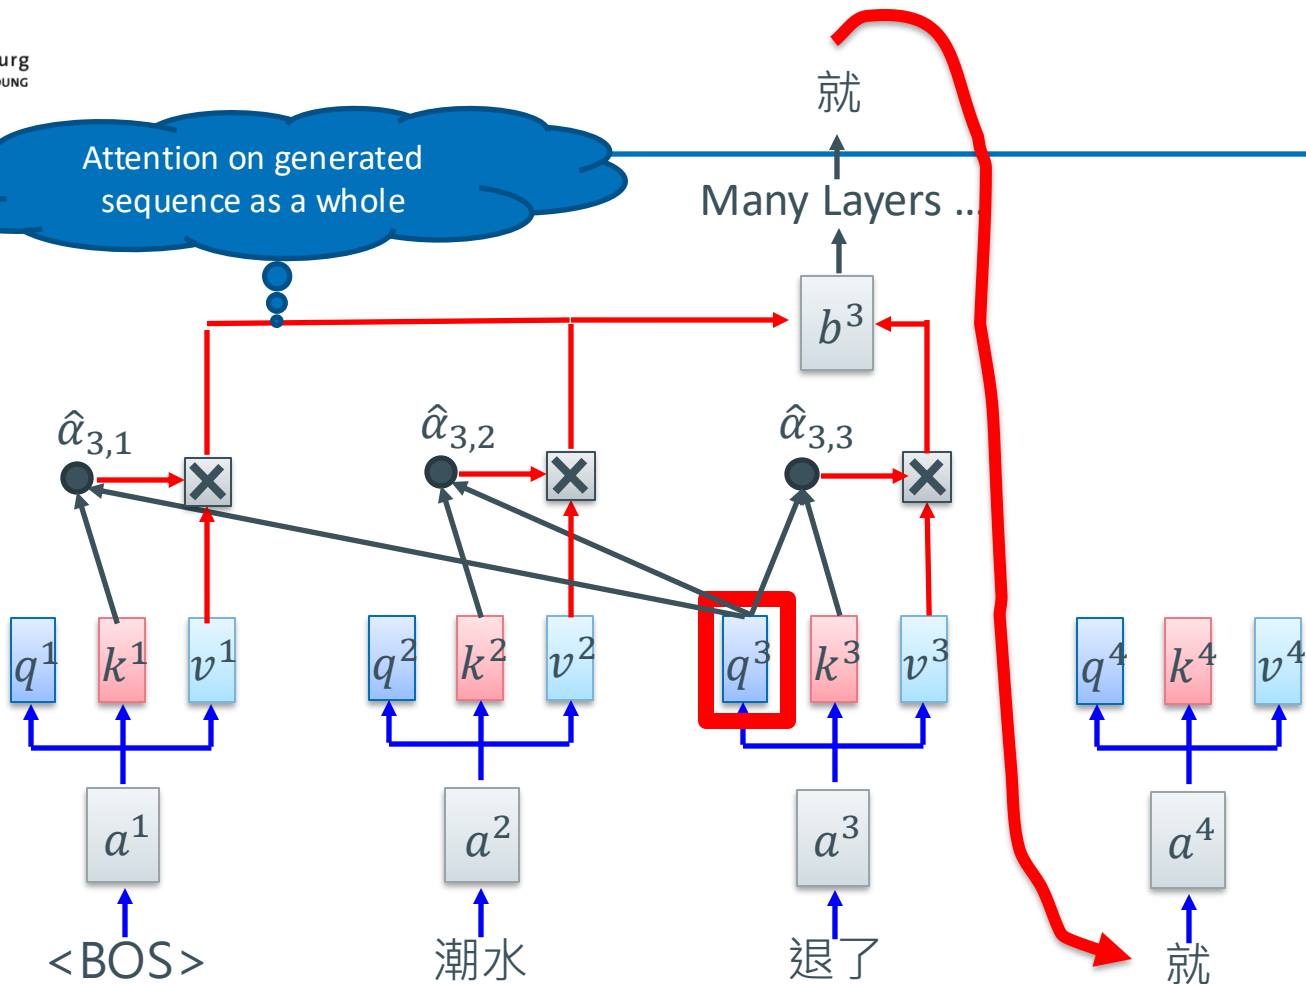 urg
DUNG
就
Attention on generated
sequence as a whole
Many Layers ...
b³
α̂₃,₁
α̂₃,₂
α̂₃,₃
q¹ k¹ v¹ q² k² v² q³ k³ v³ q⁴ k⁴ v⁴
a¹ a² a³ a⁴
<BOS> 潮水 退了 就